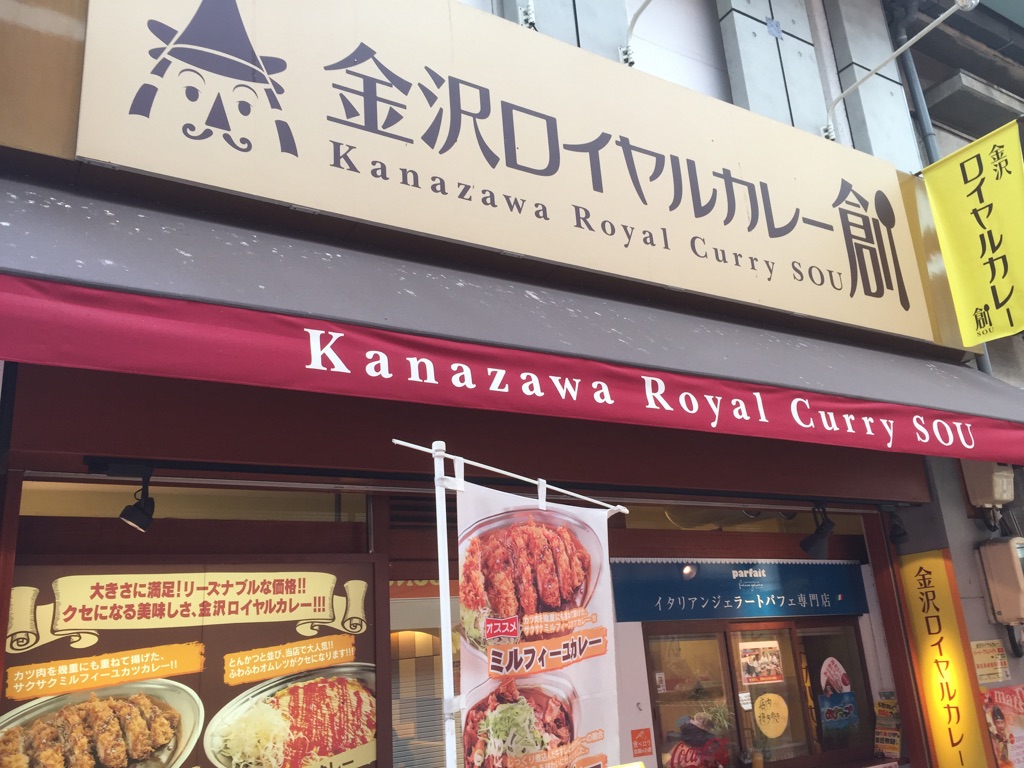 金沢ロイヤルカレー創
Kanazawa Royal Curry SOU
金沢
ロイヤルカレー
創
SOU
Kanazawa Royal Curry SOU
大きさに満足!リーズナブルな価格!!
クセになる美味しさ、金沢ロイヤルカレー!!!
カツ肉を幾重にも重ねて揚げた、
サクサクミルフィーユカツカレー!!
とんかつと並び、当店で大人気!!
ふわふわオムレツがクセになります!!!
オススメ
ミルフィーユカレー
parfait
イタリアンジェラートパフェ専門店
金沢ロイヤルカレー